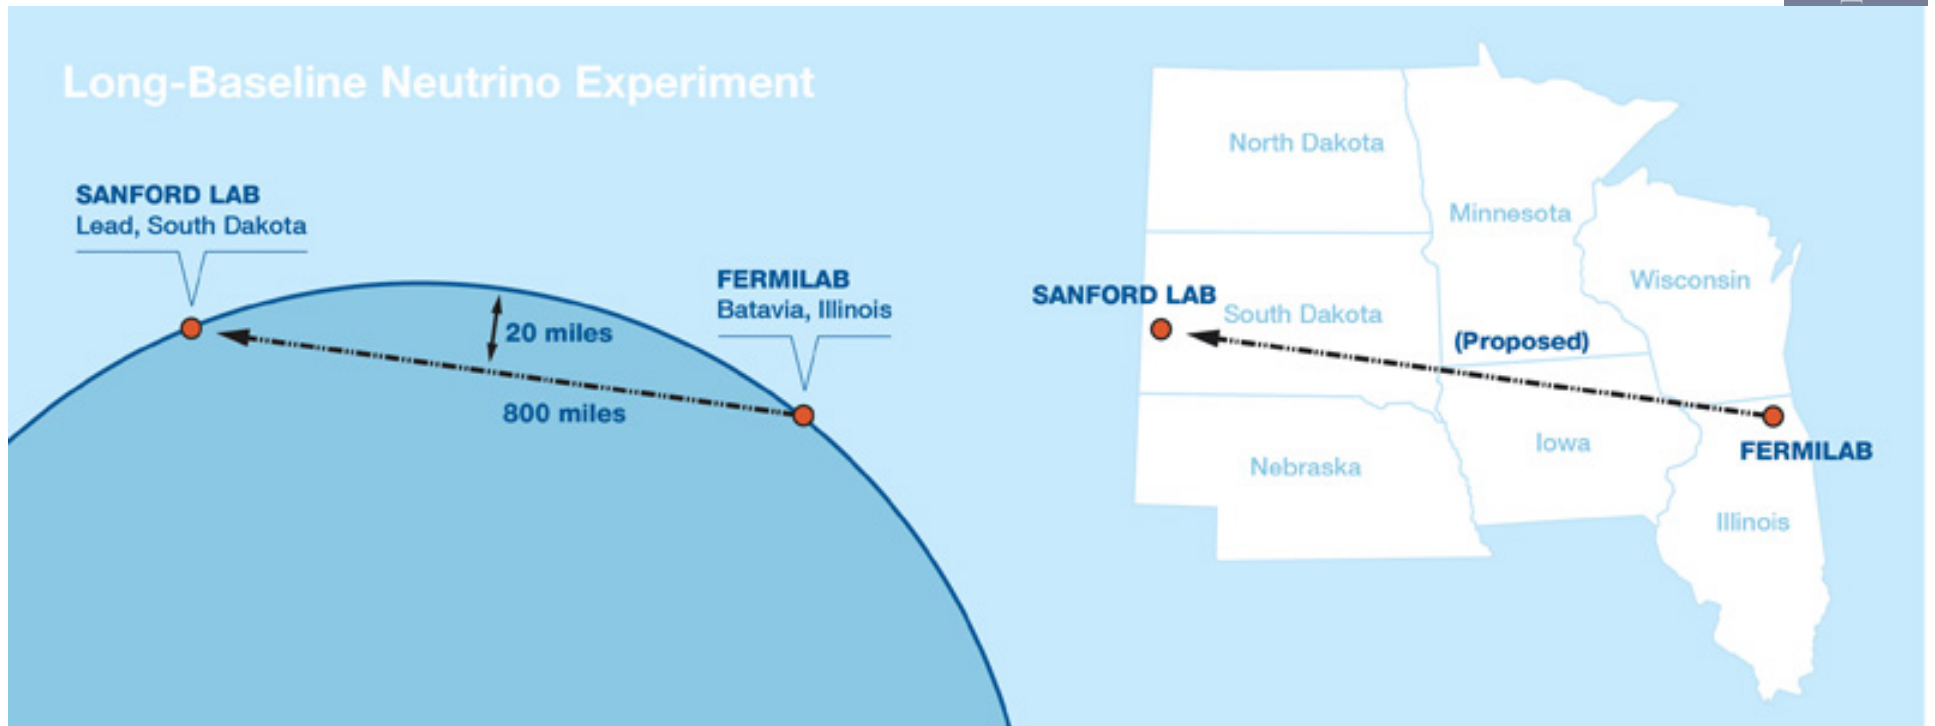 Long-Baseline Neutrino Experiment
SANFORD LAB
Lead, South Dakota
FERMILAB
Batavia, Illinois
20 miles
800 miles
North Dakota
Minnesota
Wisconsin
SANFORD LAB
South Dakota
(Proposed)
Iowa
FERMILAB
Nebraska
Illinois